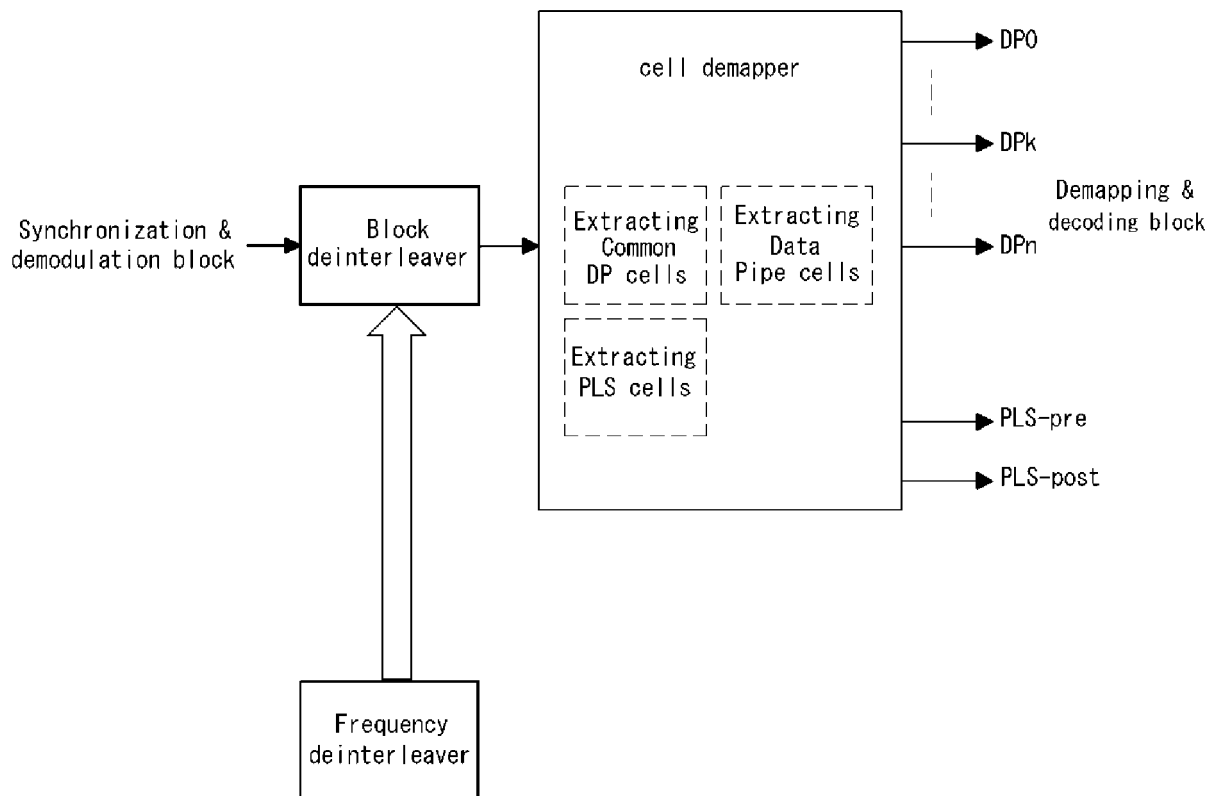 Synchronization &
demodulation block
Block
deinterleaver
cell demapper
Extracting
Common
DP cells
Extracting
Data
Pipe cells
Extracting
PLS cells
DP0
DPk
DPn
Demapping &
decoding block
PLS-pre
PLS-post
Frequency
deinterleaver